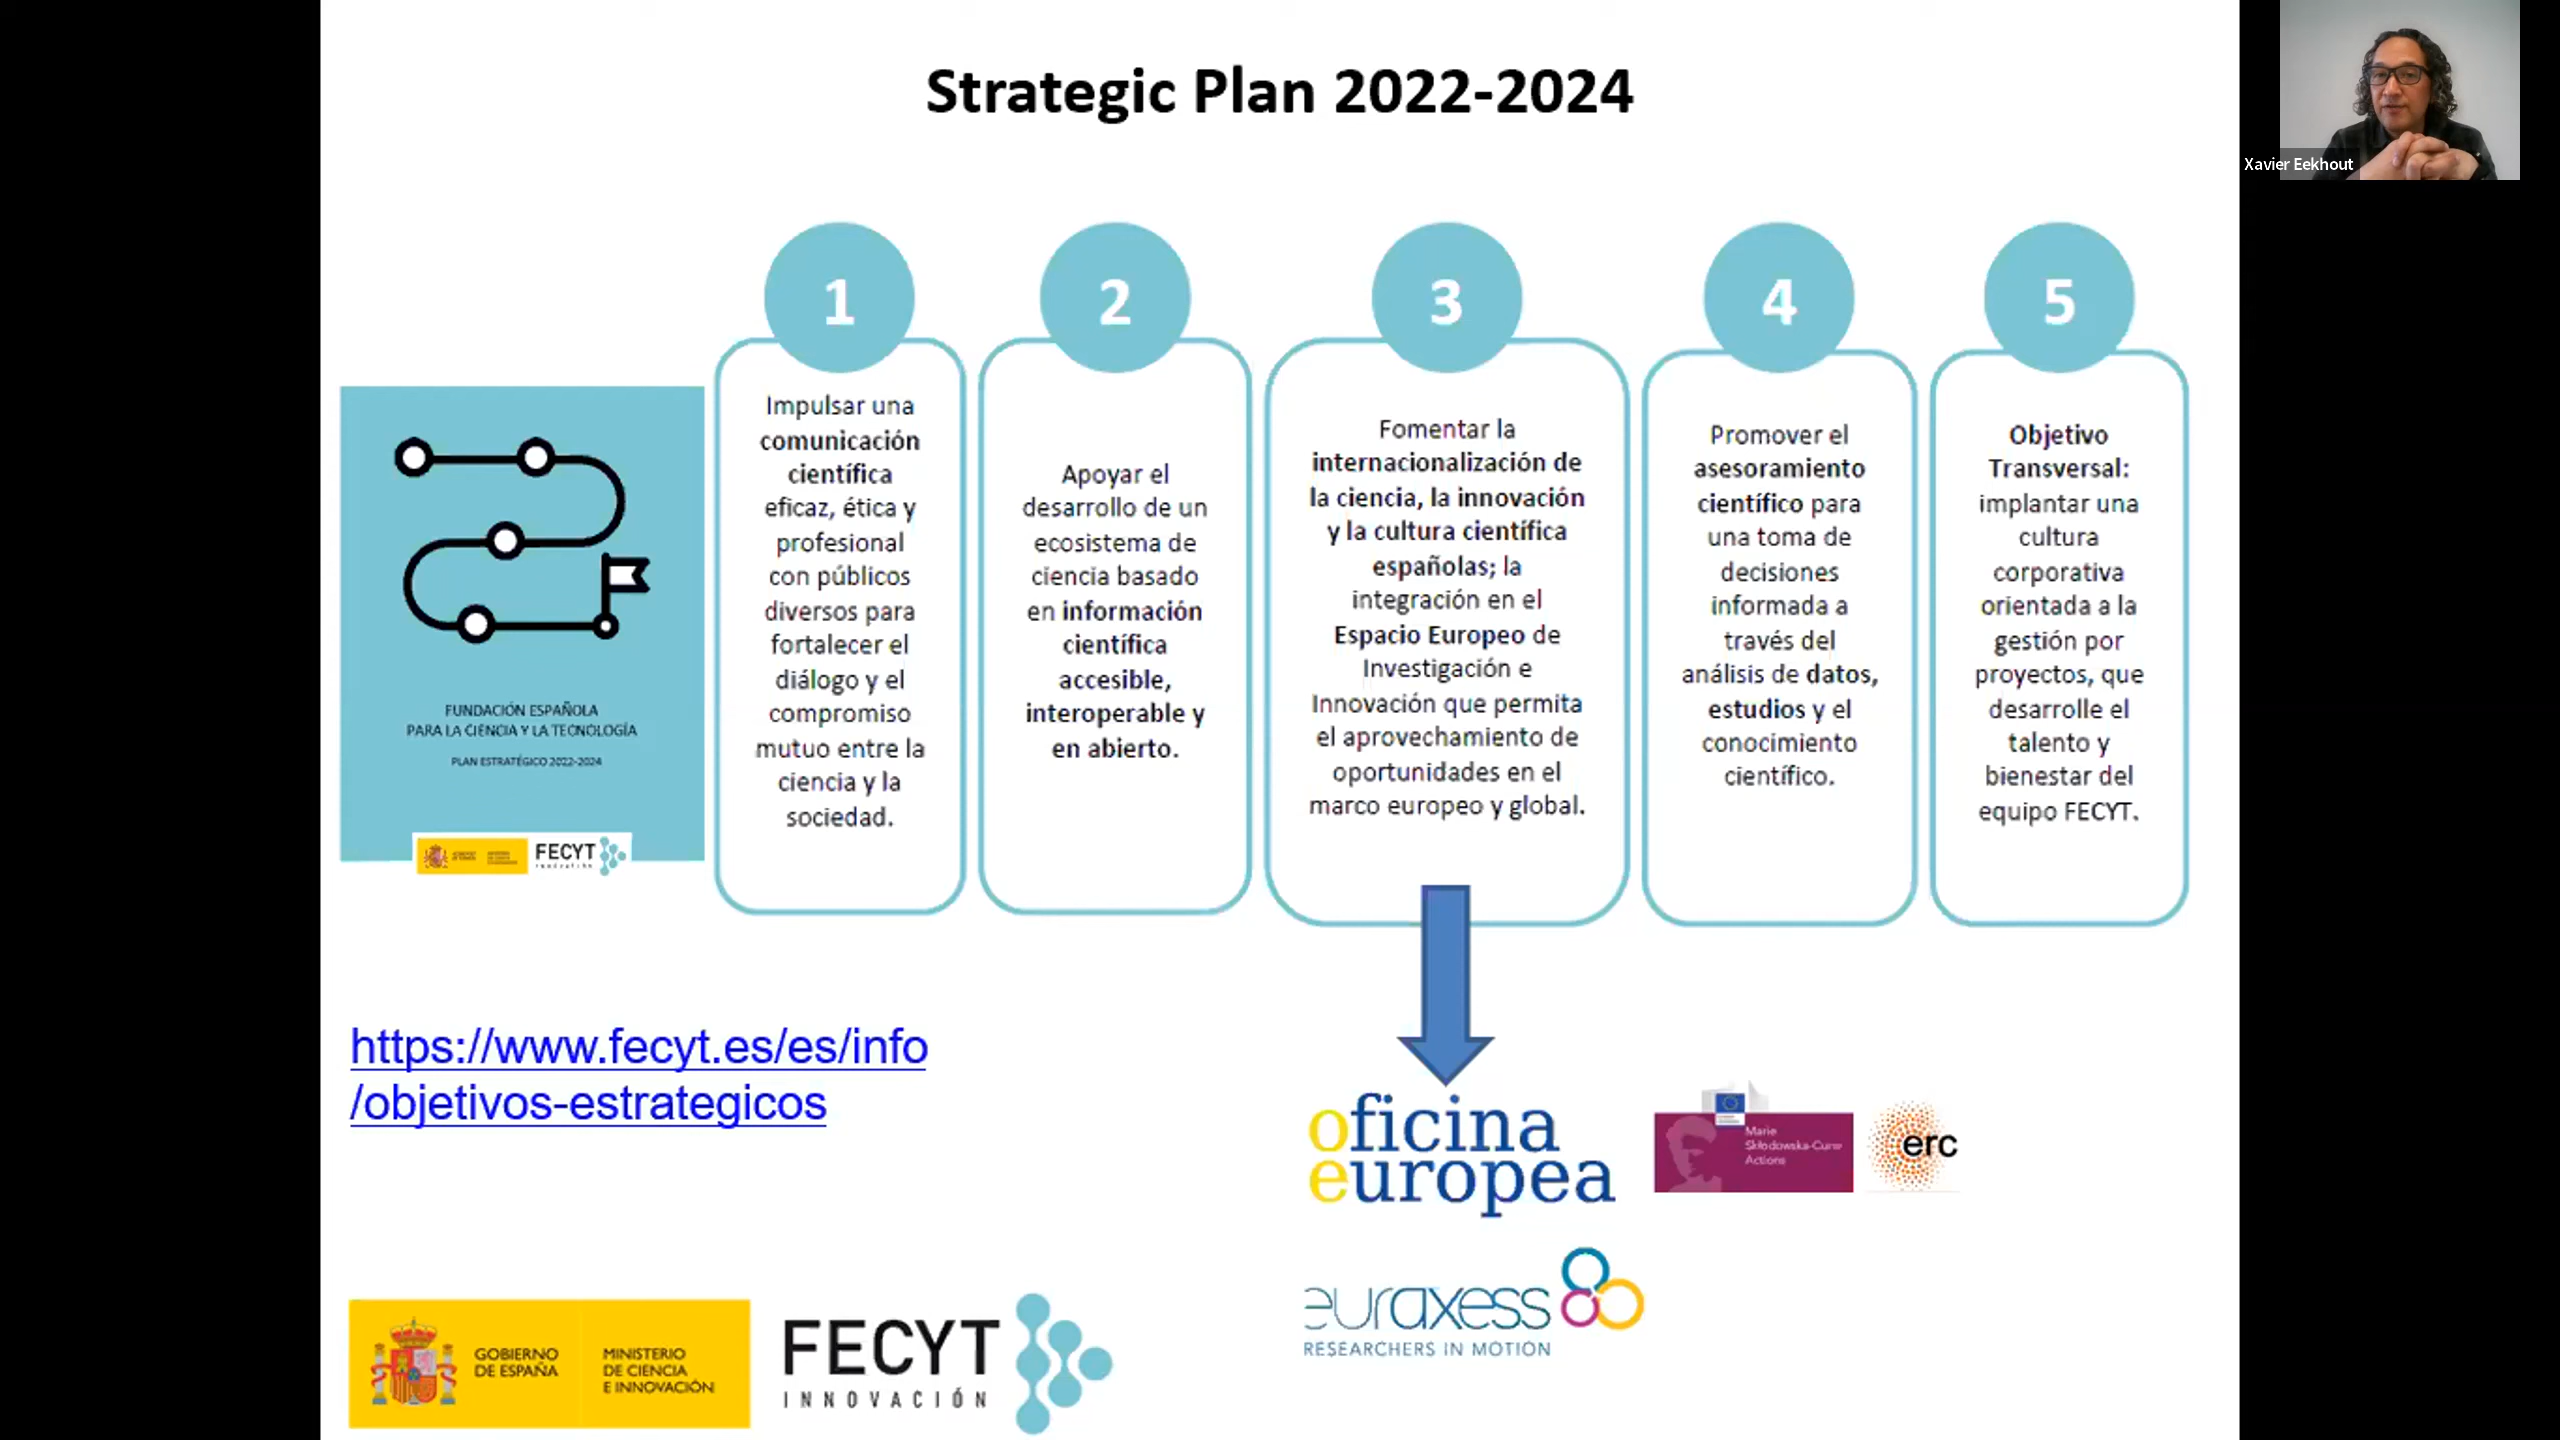 Strategic Plan 2022-2024
Xavier Eekhout
1
Impulsar una
comunicación
científica
eficaz, ética y
profesional
con públicos
diversos para
fortalecer el
diálogo y el
compromiso
mutuo entre la
ciencia y la
sociedad.
2
Apoyar el
desarrollo de un
ecosistema de
ciencia basado
en información
científica
accesible,
interoperable y
en abierto.
3
Fomentar la
internacionalización de
la ciencia, la innovación
y la cultura científica
españolas; la
integración en el
Espacio Europeo de
Investigación e
Innovación que permita
el aprovechamiento de
oportunidades en el
marco europeo y global.
4
Promover el
asesoramiento
científico para
una toma de
decisiones
informada a
través del
análisis de datos,
estudios y el
conocimiento
científico.
5
Objetivo
Transversal:
implantar una
cultura
corporativa
orientada a la
gestión por
proyectos, que
desarrolle el
talento y
bienestar del
equipo FECYT.
FUNDACIÓN ESPAÑOLA
PARA LA CIENCIA Y LA TECNOLOGÍA
PLAN ESTRATÉGICO 2022-2024
FECYT
https://www.fecyt.es/es/info
/objetivos-estrategicos
oficina
europea
Marie
Skłodowska-Curie
Actions
erc
euraxess
RESEARCHERS IN MOTION
GOBIERNO
DE ESPAÑA
MINISTERIO
DE CIENCIA
E INNOVACIÓN
FECYT
INNOVACIÓN